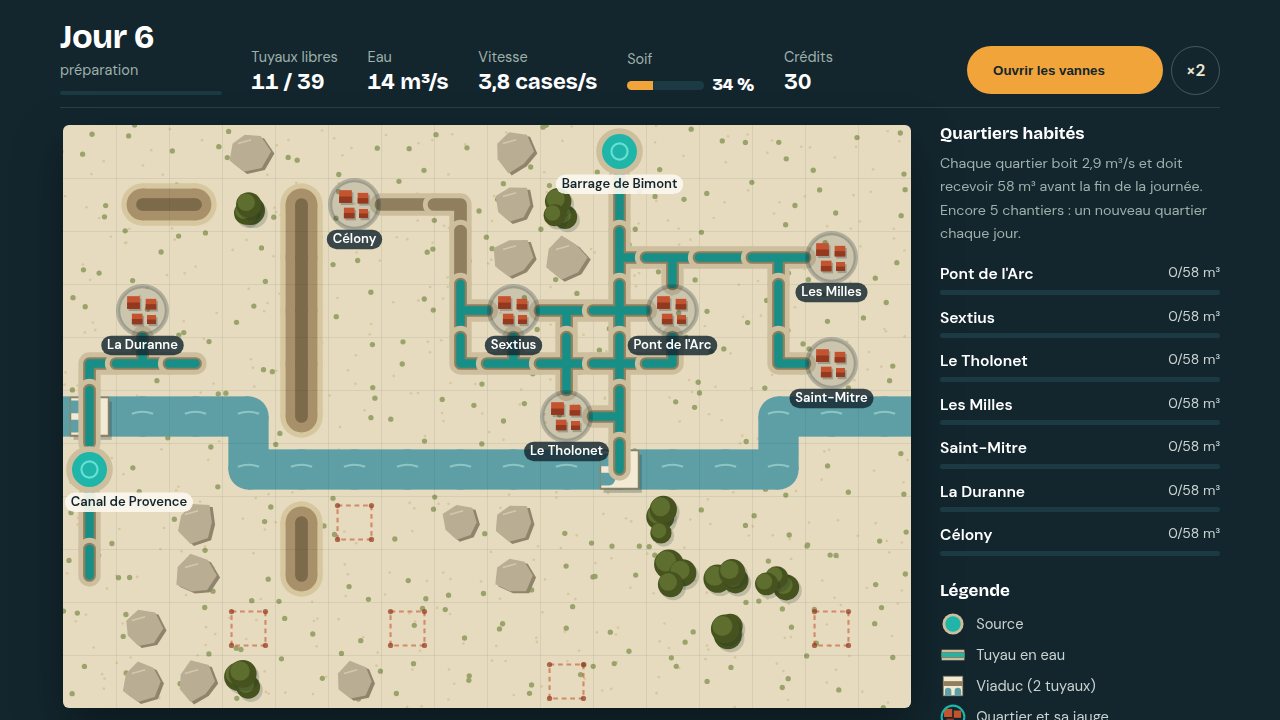 Jour 6
préparation
Tuyaux libres
11 / 39
Eau
14 m³/s
Vitesse
3,8 cases/s
Soif
34 %
Crédits
30
Ouvrir les vannes
×2
Barrage de Bimont
Célony
Les Milles
La Duranne
Sextius
Pont de l'Arc
Saint-Mitre
Le Tholonet
Canal de Provence
Quartiers habités
Chaque quartier boit 2,9 m³/s et doit
recevoir 58 m³ avant la fin de la journée.
Encore 5 chantiers : un nouveau quartier
chaque jour.
Pont de l'Arc 0/58 m³
Sextius 0/58 m³
Le Tholonet 0/58 m³
Les Milles 0/58 m³
Saint-Mitre 0/58 m³
La Duranne 0/58 m³
Célony 0/58 m³
Légende
Source
Tuyau en eau
Viaduc (2 tuyaux)
Quartier et sa jauge